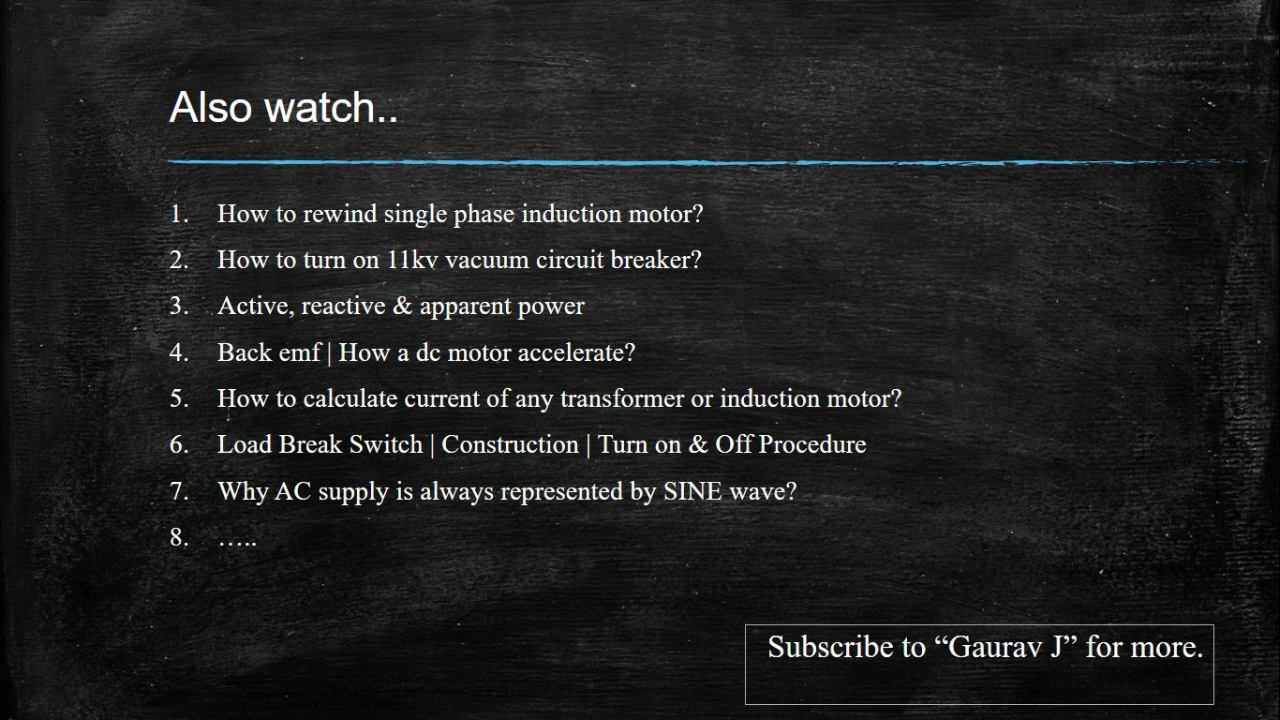 Also watch..
1. How to rewind single phase induction motor?
2. How to turn on 11kv vacuum circuit breaker?
3. Active, reactive & apparent power
4. Back emf | How a dc motor accelerate?
5. How to calculate current of any transformer or induction motor?
6. Load Break Switch | Construction | Turn on & Off Procedure
7. Why AC supply is always represented by SINE wave?
8. …..
Subscribe to “Gaurav J” for more.